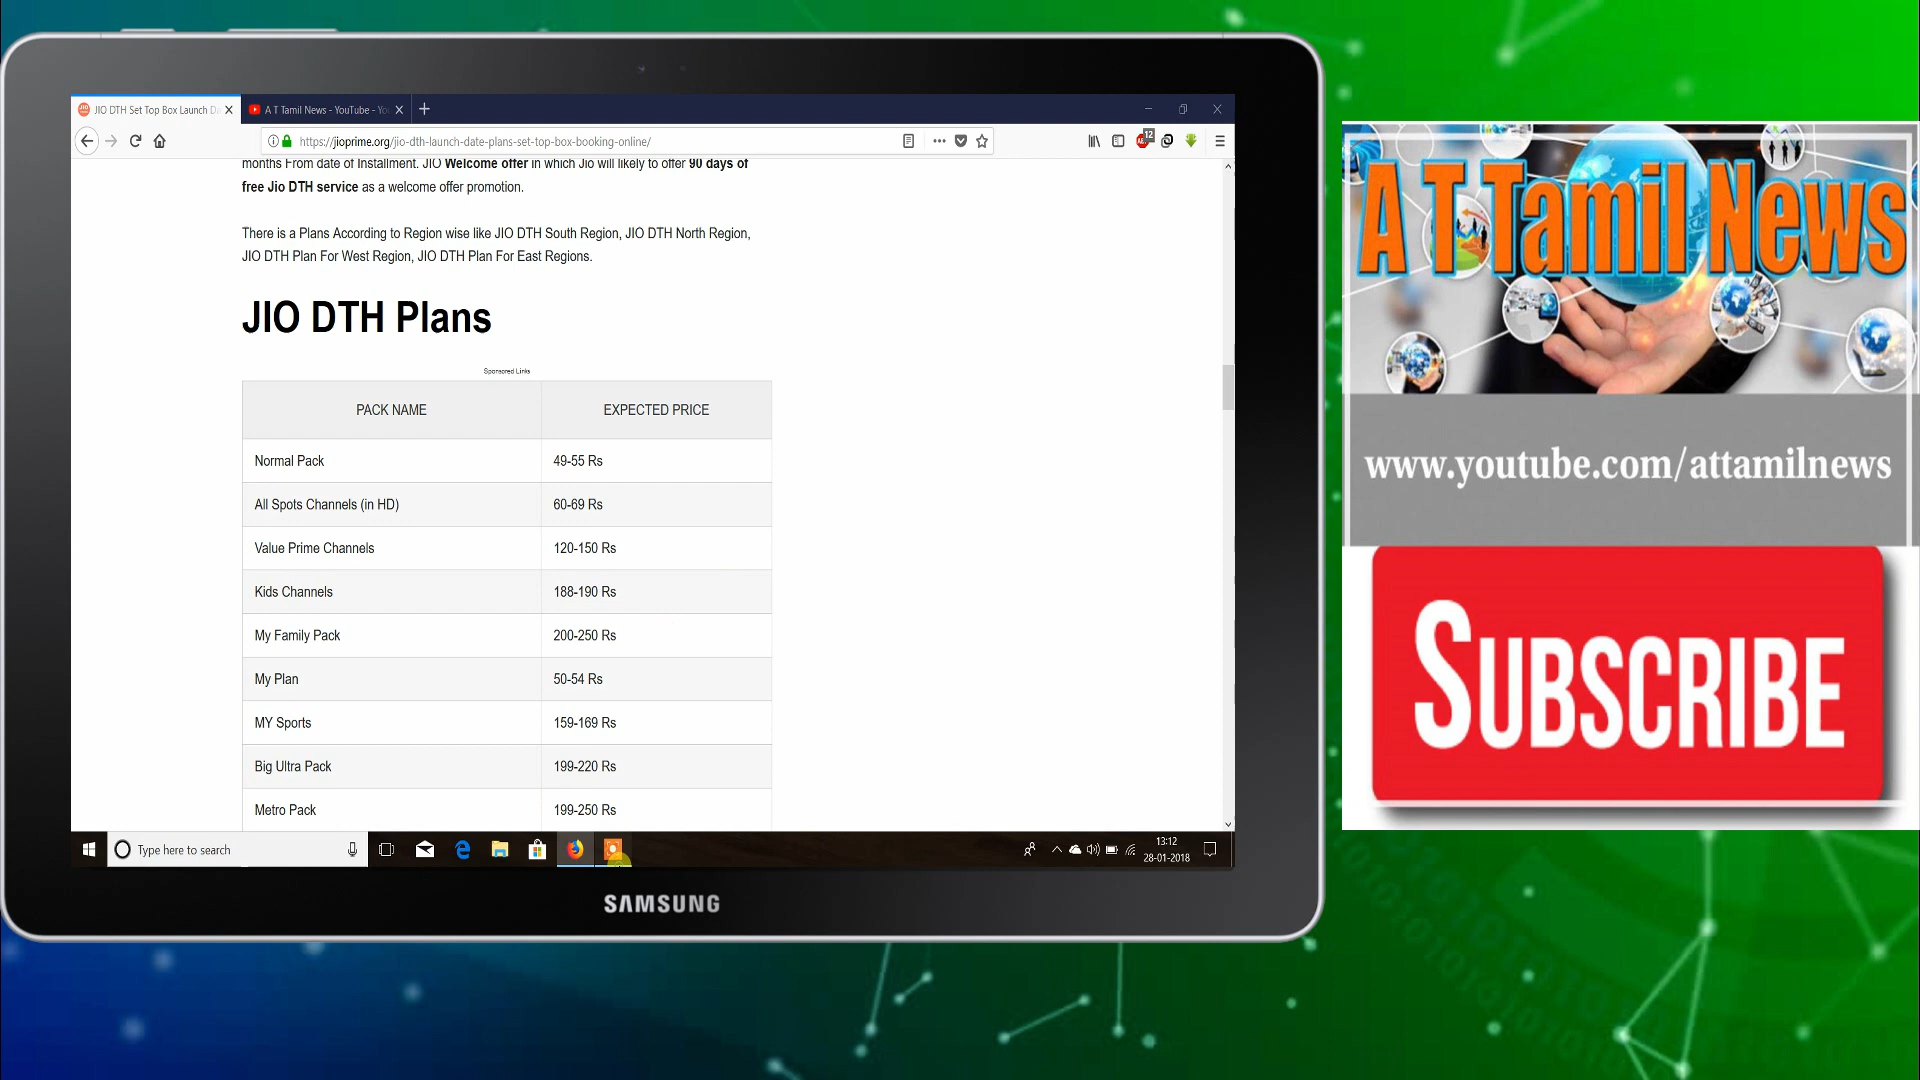 JIO DTH Set Top Box Launch Da
A T Tamil News - YouTube - Yo
https://jioprime.org/jio-dth-launch-date-plans-set-top-box-booking-online/
12
months From date of Installment. JIO Welcome offer in which Jio will likely to offer 90 days of
free Jio DTH service as a welcome offer promotion.
There is a Plans According to Region wise like JIO DTH South Region, JIO DTH North Region,
JIO DTH Plan For West Region, JIO DTH Plan For East Regions.
JIO DTH Plans
Sponsored Links
PACK NAME EXPECTED PRICE
Normal Pack 49-55 Rs
All Spots Channels (in HD) 60-69 Rs
Value Prime Channels 120-150 Rs
Kids Channels 188-190 Rs
My Family Pack 200-250 Rs
My Plan 50-54 Rs
MY Sports 159-169 Rs
Big Ultra Pack 199-220 Rs
Metro Pack 199-250 Rs
Type here to search
13:12
28-01-2018
SAMSUNG
A T Tamil News
www.youtube.com/attamilnews
SUBSCRIBE